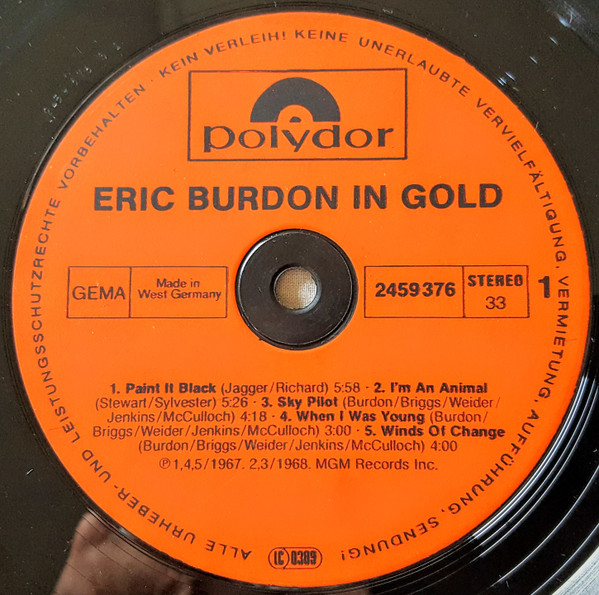 ALLE URHEBER- UND LEISTUNGSSCHUTZRECHTE VORBEHALTEN · KEIN VERLEIH! KEINE UNERLAUBTE VERVIELFÄLTIGUNG, VERMIETUNG, AUFFÜHRUNG, SENDUNG!
polydor
ERIC BURDON IN GOLD
GEMA
Made in
West Germany
2459 376
STEREO
33
1
1. Paint It Black (Jagger/Richard) 5:58 · 2. I'm An Animal
(Stewart/Sylvester) 5:26 · 3. Sky Pilot (Burdon/Briggs/Weider/
Jenkins/McCulloch) 4:18 · 4. When I Was Young (Burdon/
Briggs/Weider/Jenkins/McCulloch) 3:00 · 5. Winds Of Change
(Burdon/Briggs/Weider/Jenkins/McCulloch) 4:00
℗ 1,4,5/1967. 2,3/1968. MGM Records Inc.
LC 0309